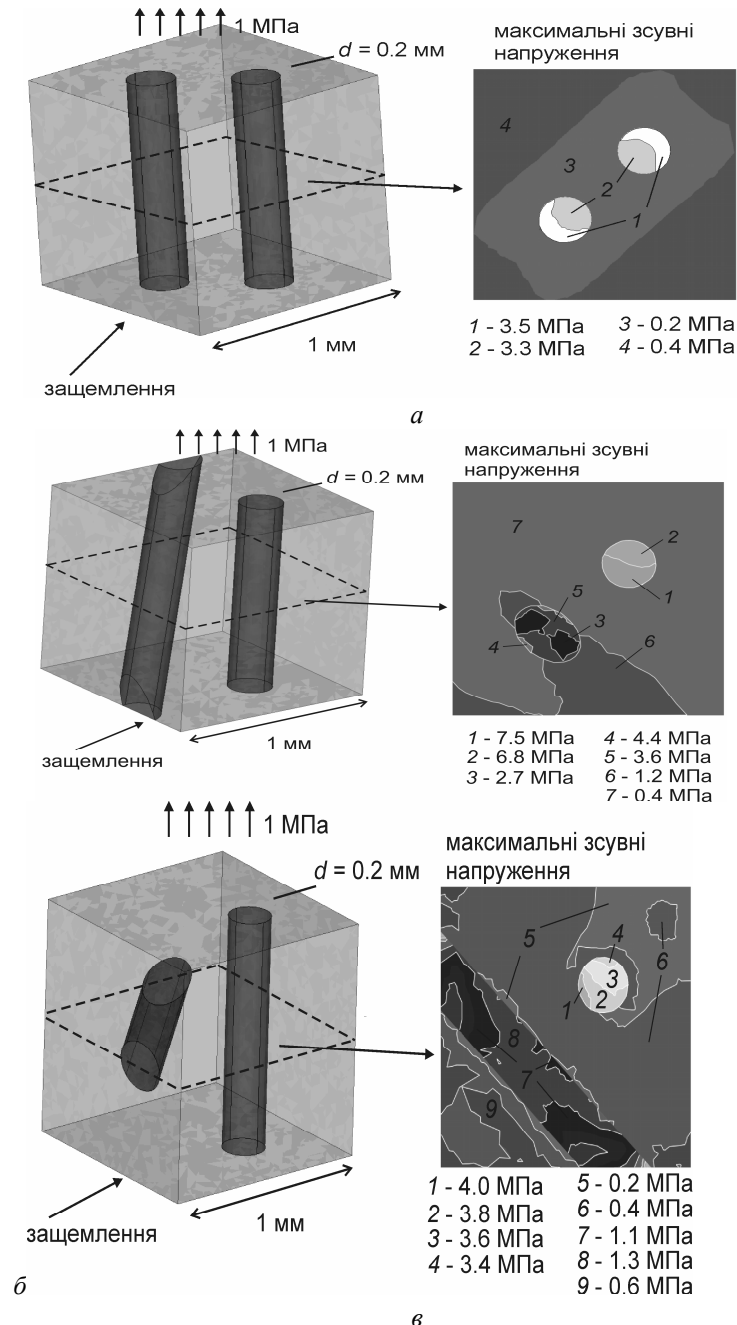 1 МПа
d = 0.2 мм
максимальні зсувні
напруження
4
3
2
1
1 мм
защемлення
1 - 3.5 МПа 3 - 0.2 МПа
2 - 3.3 МПа 4 - 0.4 МПа
а
1 МПа
d = 0.2 мм
максимальні зсувні
напруження
7
2
1
5
3
4
6
1 мм
защемлення
1 - 7.5 МПа 4 - 4.4 МПа
2 - 6.8 МПа 5 - 3.6 МПа
3 - 2.7 МПа 6 - 1.2 МПа
7 - 0.4 МПа
1 МПа
d = 0.2 мм
максимальні зсувні
напруження
5
4
6
3
1
2
8
7
9
1 мм
защемлення
1 - 4.0 МПа 5 - 0.2 МПа
2 - 3.8 МПа 6 - 0.4 МПа
3 - 3.6 МПа 7 - 1.1 МПа
4 - 3.4 МПа 8 - 1.3 МПа
9 - 0.6 МПа
б
в